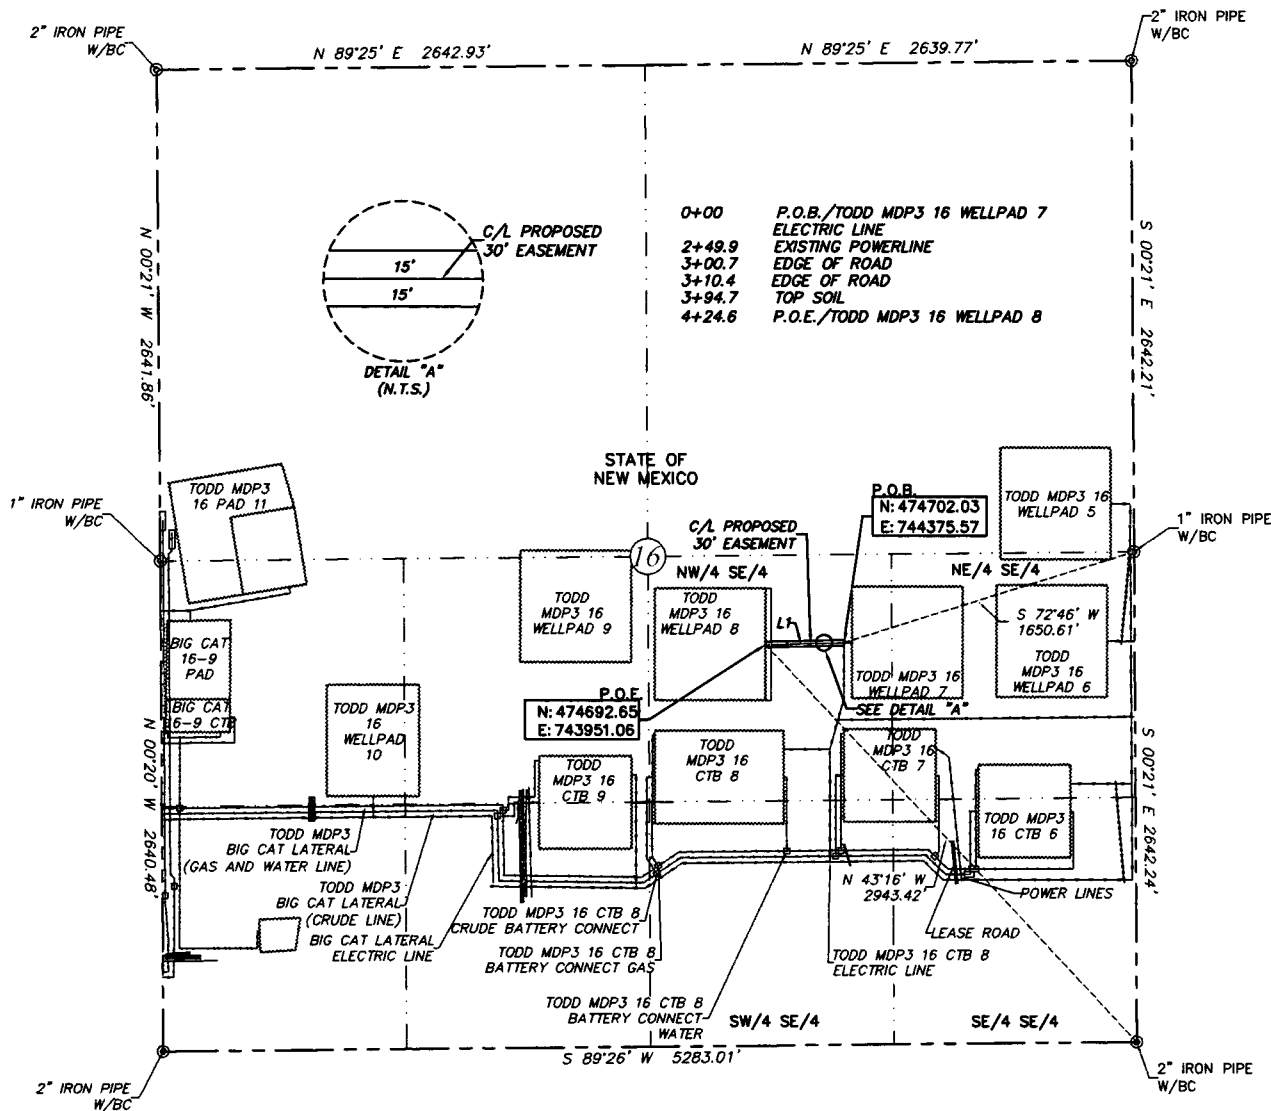 2" IRON PIPE
W/BC
N 89°25' E 2642.93'
N 89°25' E 2639.77'
2" IRON PIPE
W/BC
N 00°21' W 2641.86'
S 00°21' E 2642.21'
C/L PROPOSED
30' EASEMENT
15'
15'
DETAIL "A"
(N.T.S.)
0+00 P.O.B./TODD MDP3 16 WELLPAD 7
ELECTRIC LINE
2+49.9 EXISTING POWERLINE
3+00.7 EDGE OF ROAD
3+10.4 EDGE OF ROAD
3+94.7 TOP SOIL
4+24.6 P.O.E./TODD MDP3 16 WELLPAD 8
STATE OF
NEW MEXICO
1" IRON PIPE
W/BC
TODD MDP3
16 PAD 11
P.O.B.
N: 474702.03
E: 744375.57
C/L PROPOSED
30' EASEMENT
TODD MDP3 16
WELLPAD 5
1" IRON PIPE
W/BC
16
NW/4 SE/4
NE/4 SE/4
TODD
MDP3 16
WELLPAD 9
TODD
MDP3 16
WELLPAD 8
L1
S 72°46' W
1650.61'
BIG CAT
16-9
PAD
BIG CAT
16-9 CTB
TODD MDP3 16
WELLPAD 7
TODD
MDP3 16
WELLPAD 6
SEE DETAIL "A"
P.O.E.
N: 474692.65
E: 743951.06
TODD MDP3
16
WELLPAD
10
N 00°20' W 2640.48'
S 00°21' E 2642.24'
TODD
MDP3 16
CTB 9
TODD
MDP3 16
CTB 8
TODD
MDP3 16
CTB 7
TODD MDP3
16 CTB 6
TODD MDP3
BIG CAT LATERAL
(GAS AND WATER LINE)
TODD MDP3
BIG CAT LATERAL
(CRUDE LINE)
BIG CAT LATERAL
ELECTRIC LINE
TODD MDP3 16 CTB 8
CRUDE BATTERY CONNECT
TODD MDP3 16 CTB 8
BATTERY CONNECT GAS
TODD MDP3 16 CTB 8
BATTERY CONNECT
WATER
N 43°16' W
2943.42'
POWER LINES
LEASE ROAD
TODD MDP3 16 CTB 8
ELECTRIC LINE
SW/4 SE/4
SE/4 SE/4
S 89°26' W 5283.01'
2" IRON PIPE
W/BC
2" IRON PIPE
W/BC